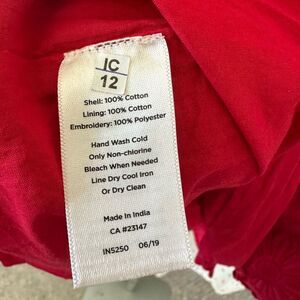 IC
12
Shell: 100% Cotton
Lining: 100% Cotton
Embroidery: 100% Polyester
Hand Wash Cold
Only Non-chlorine
Bleach When Needed
Line Dry Cool Iron
Or Dry Clean
Made In India
CA #23147
IN5250 06/19